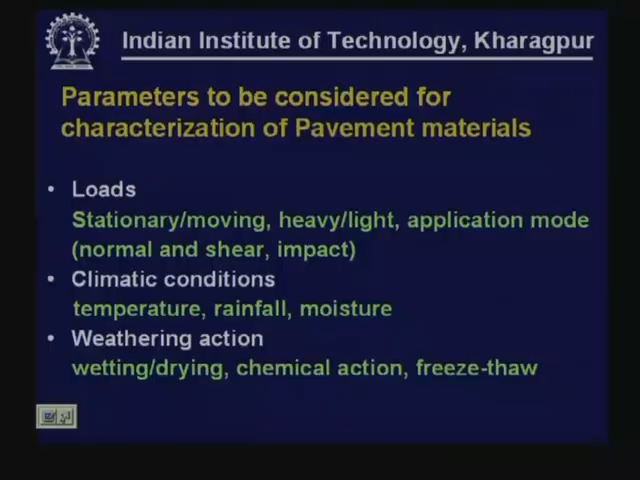 Indian Institute of Technology, Kharagpur
Parameters to be considered for
characterization of Pavement materials
• Loads
Stationary/moving, heavy/light, application mode
(normal and shear, impact)
• Climatic conditions
temperature, rainfall, moisture
• Weathering action
wetting/drying, chemical action, freeze-thaw